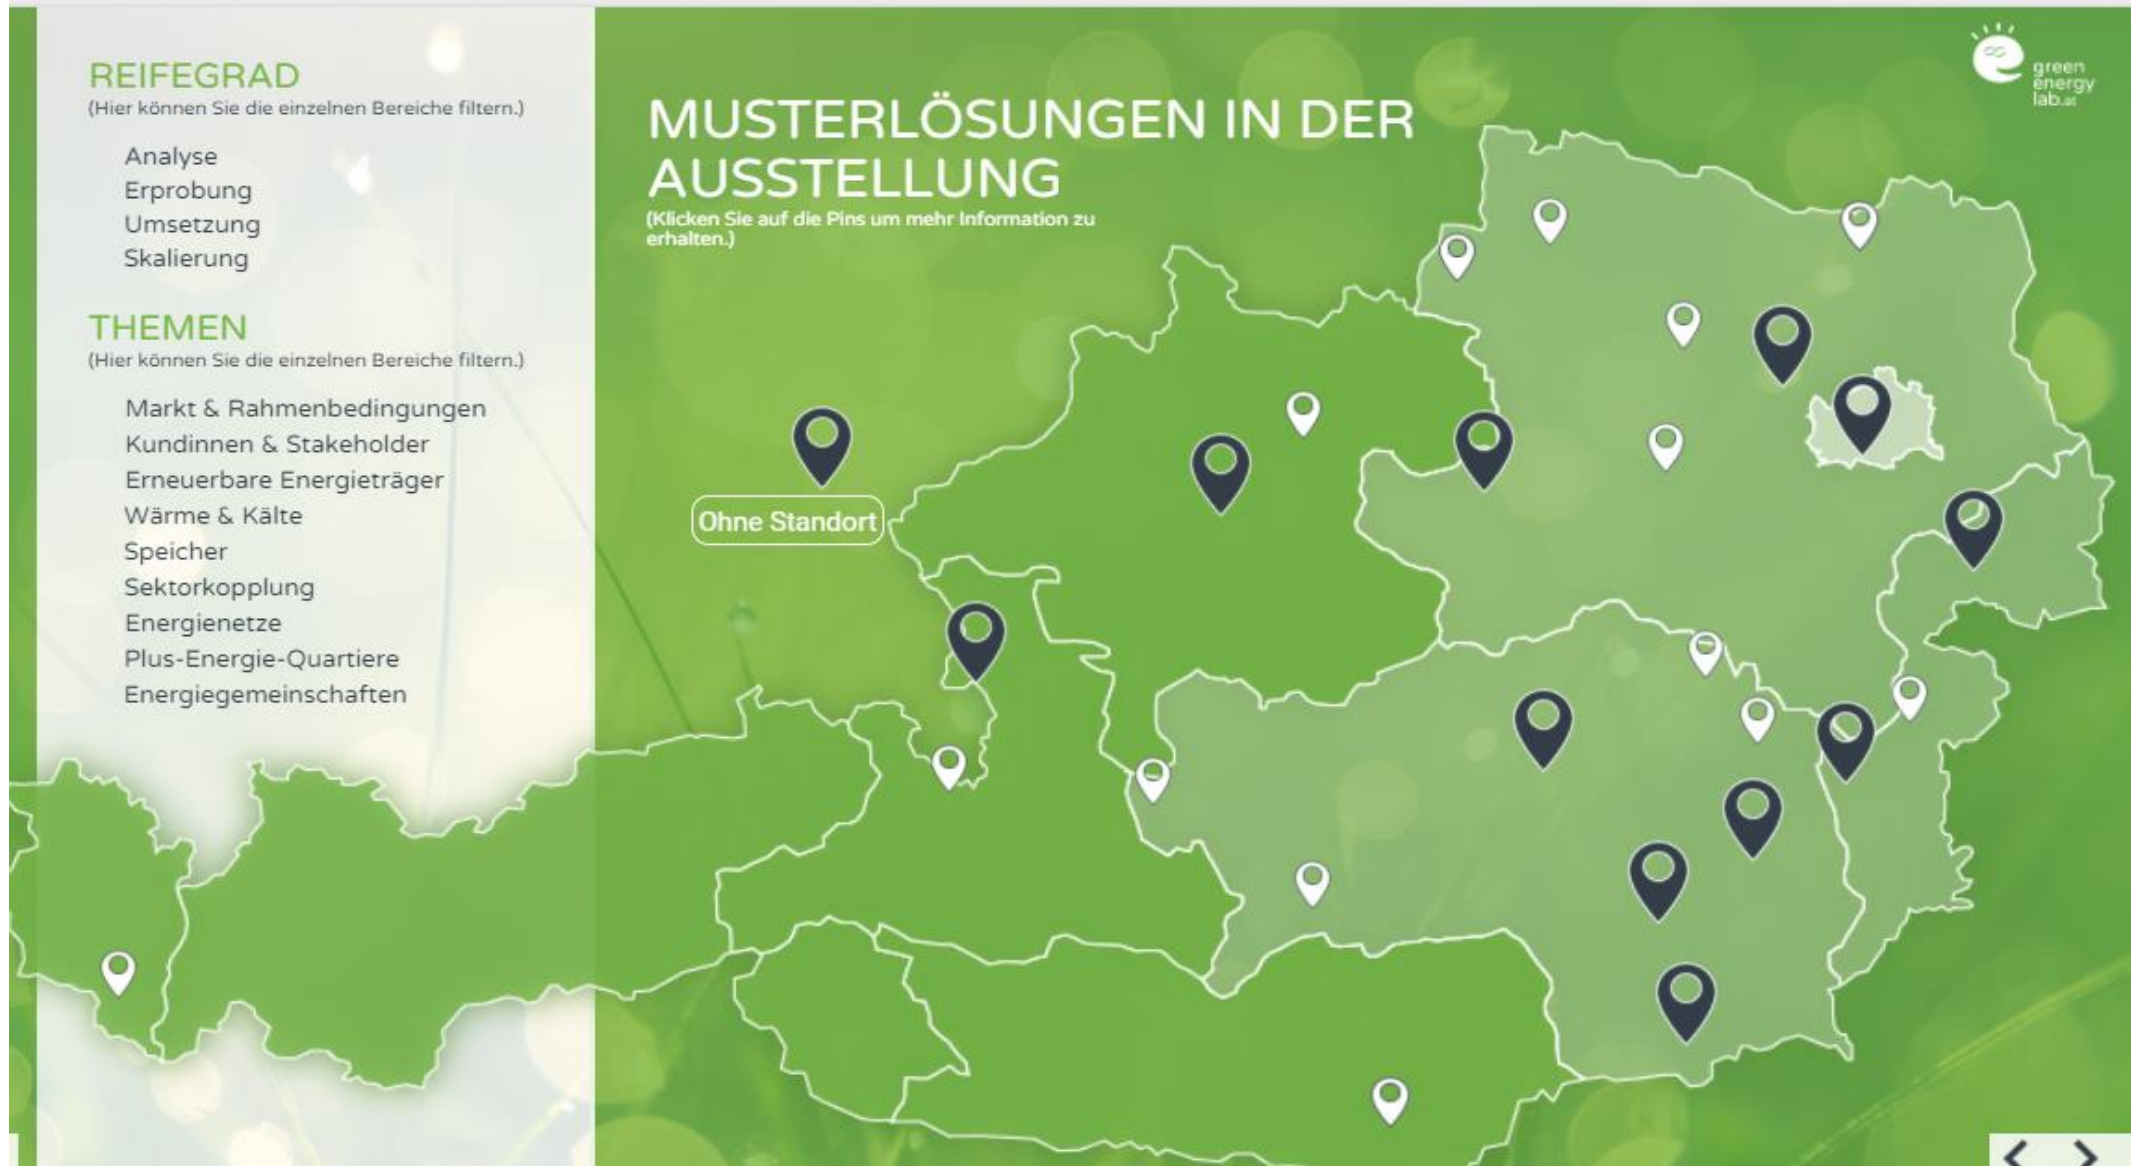 REIFEGRAD
(Hier können Sie die einzelnen Bereiche filtern.)
Analyse
Erprobung
Umsetzung
Skalierung
THEMEN
(Hier können Sie die einzelnen Bereiche filtern.)
Markt & Rahmenbedingungen
Kundinnen & Stakeholder
Erneuerbare Energieträger
Wärme & Kälte
Speicher
Sektorkopplung
Energienetze
Plus-Energie-Quartiere
Energiegemeinschaften
MUSTERLÖSUNGEN IN DER
AUSSTELLUNG
(Klicken Sie auf die Pins um mehr Information zu
erhalten.)
Ohne Standort
green
energy
lab.at